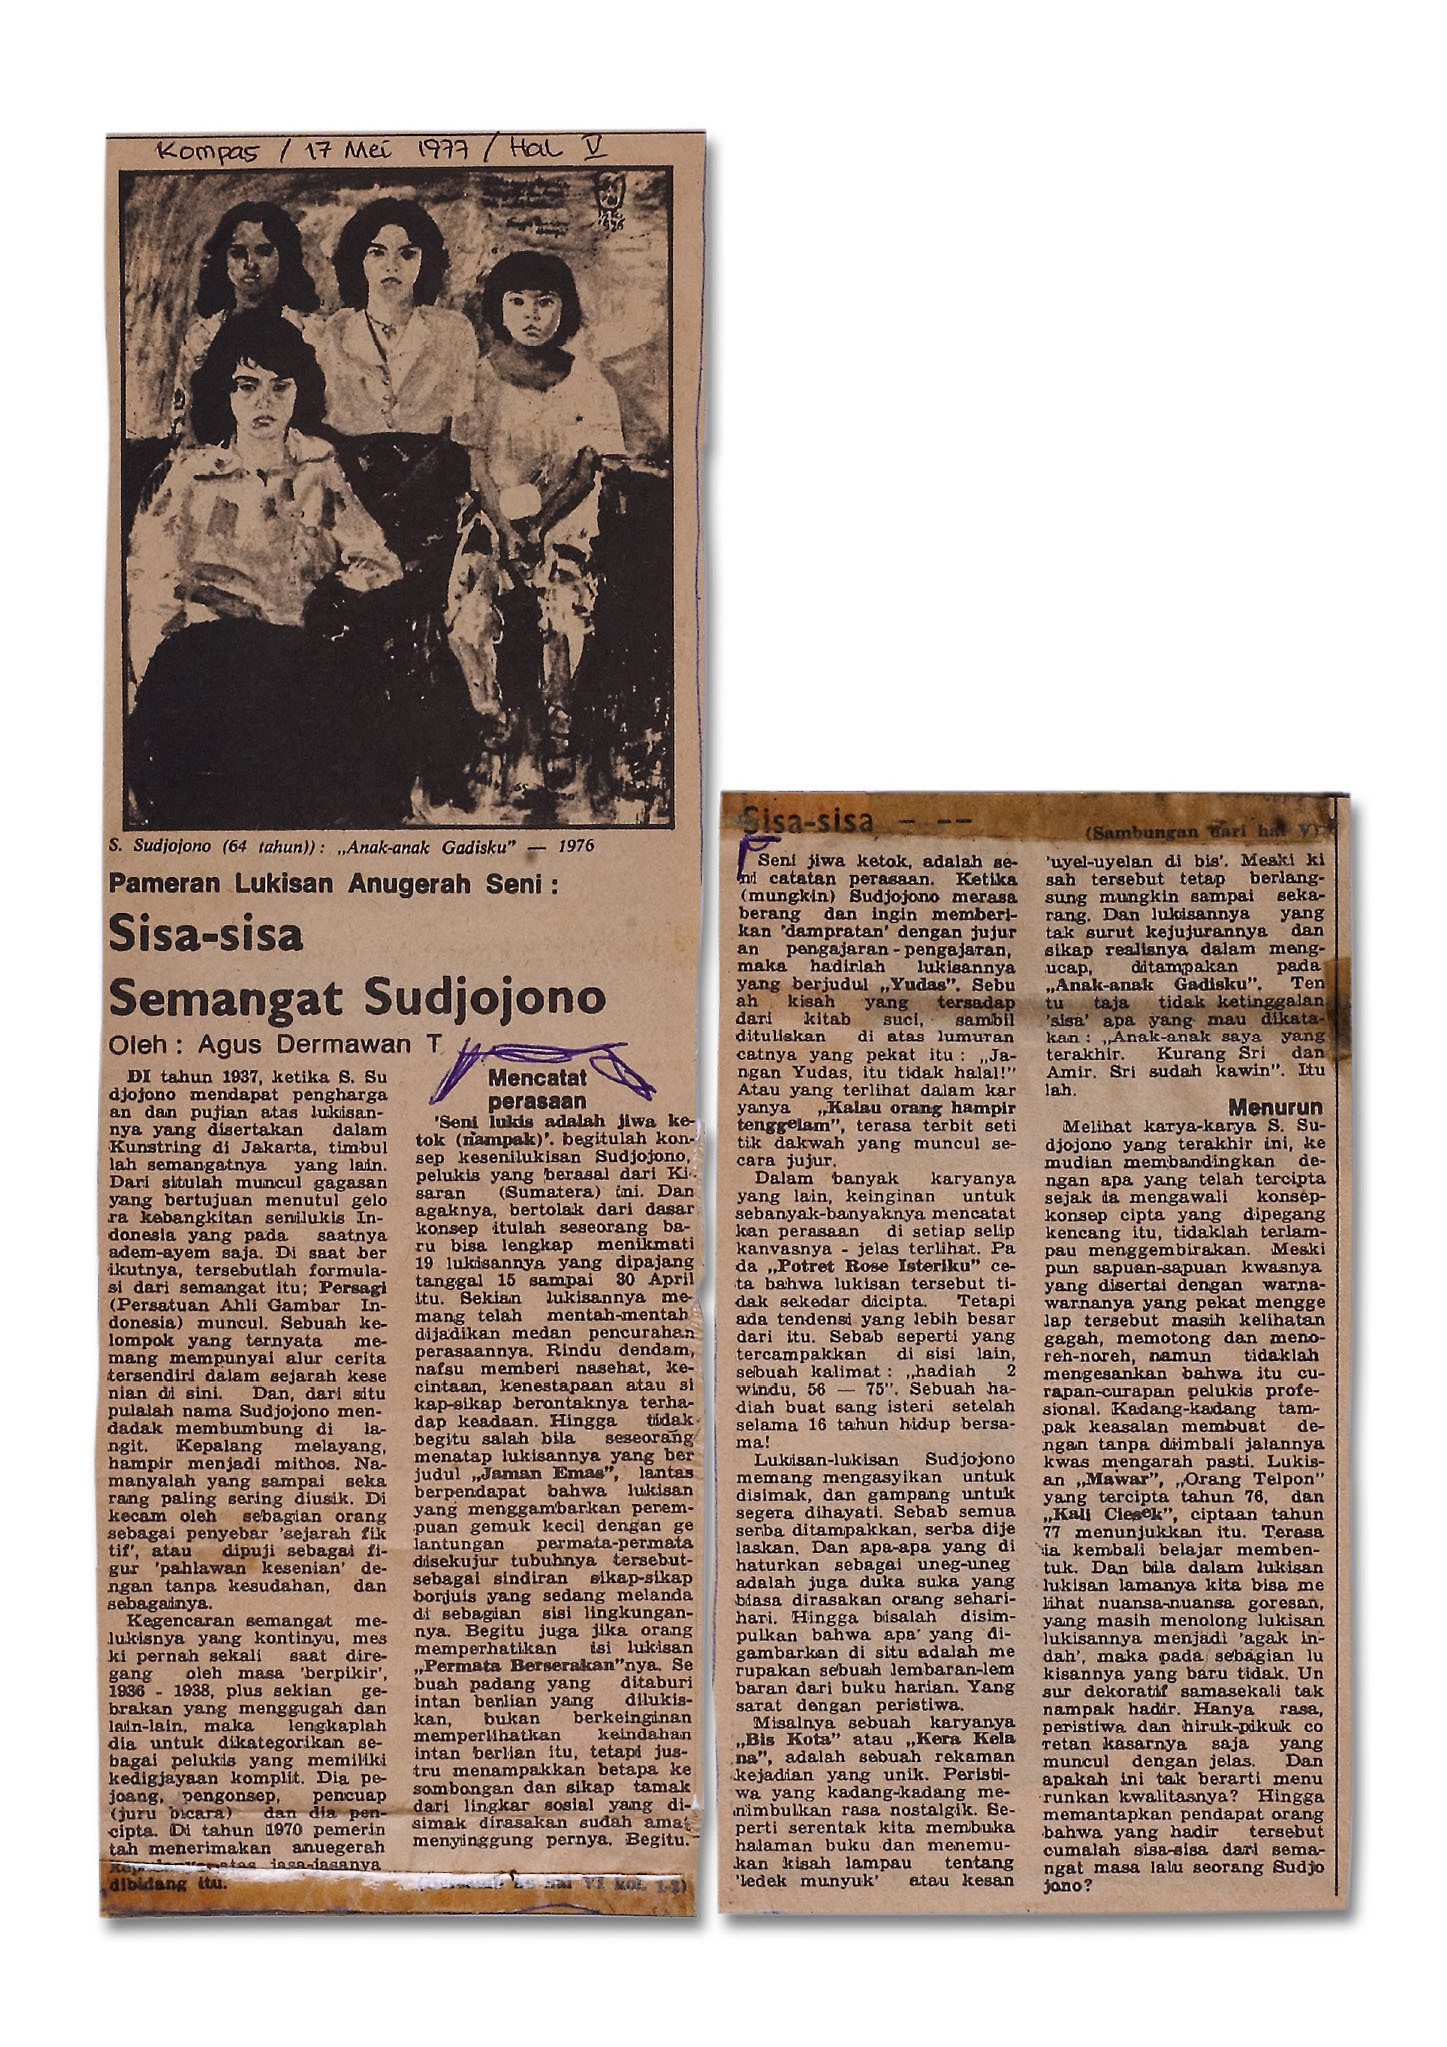 Kompas / 17 Mei 1977 / Hal V
S. Sudjojono (64 tahun)): „Anak-anak Gadisku” — 1976
Pameran Lukisan Anugerah Seni :
Sisa-sisa
Semangat Sudjojono
Oleh : Agus Dermawan T
DI tahun 1937, ketika S. Su
djojono mendapat pengharga
an dan pujian atas lukisan-
nya yang disertakan dalam
Kunstring di Jakarta, timbul
lah semangatnya yang lain.
Dari situlah muncul gagasan
yang bertujuan menutul gelo
ra kebangkitan senilukis In-
donesia yang pada saatnya
adem-ayem saja. Di saat ber
ikutnya, tersebutlah formula-
si dari semangat itu; Persagi
(Persatuan Ahli Gambar In-
donesia) muncul. Sebuah ke-
lompok yang ternyata me-
mang mempunyai alur cerita
tersendiri dalam sejarah kese
nian di sini. Dan, dari situ
pulalah nama Sudjojono men-
dadak membumbung di la-
ngit. Kepalang melayang,
hampir menjadi mithos. Na-
manyalah yang sampai seka
rang paling sering diusik. Di
kecam oleh sebagian orang
sebagai penyebar 'sejarah fik
tif', atau dipuji sebagai fi-
gur 'pahlawan kesenian' de-
ngan tanpa kesudahan, dan
sebagainya.
Kegencaran semangat me-
lukisnya yang kontinyu, mes
ki pernah sekali saat dire-
gang oleh masa 'berpikir',
1936 - 1938, plus sekian ge-
brakan yang menggugah dan
lain-lain, maka lengkaplah
dia untuk dikategorikan se-
bagai pelukis yang memiliki
kedigjayaan komplit. Dia pe-
joang, pengonsep, pencuap
(juru bicara) dan dia pen-
cipta. Di tahun 1970 pemerin
tah menerimakan anuegerah
kepadanya atas jasa-jasanya
dibidang itu.
Mencatat
perasaan
'Seni lukis adalah jiwa ke-
tok (nampak)'. begitulah kon-
sep kesenilukisan Sudjojono,
pelukis yang berasal dari Ki-
saran (Sumatera) ini. Dan
agaknya, bertolak dari dasar
konsep itulah seseorang ba-
ru bisa lengkap menikmati
19 lukisannya yang dipajang
tanggal 15 sampai 30 April
itu. Sekian lukisannya me-
mang telah mentah-mentah
dijadikan medan pencurahan
perasaannya. Rindu dendam,
nafsu memberi nasehat, ke-
cintaan, kenestapaan atau si
kap-sikap berontaknya terha-
dap keadaan. Hingga tidak
begitu salah bila seseorang
menatap lukisannya yang ber
judul „Jaman Emas”, lantas
berpendapat bahwa lukisan
yang menggambarkan perem-
puan gemuk kecil dengan ge
lantungan permata-permata
disekujur tubuhnya tersebut-
sebagai sindiran sikap-sikap
borjuis yang sedang melanda
di sebagian sisi lingkungan-
nya. Begitu juga jika orang
memperhatikan isi lukisan
„Permata Berserakan”nya. Se
buah padang yang ditaburi
intan berlian yang dilukis-
kan, bukan berkeinginan
memperlihatkan keindahan
intan berlian itu, tetapi jus-
tru menampakkan betapa ke
sombongan dan sikap tamak
dari lingkar sosial yang di-
simak dirasakan sudah amat
menyinggung pernya. Begitu.
hal VI kol. 1-2)
Sisa-sisa – – –
(Sambungan dari hal V)
Seni jiwa ketok, adalah se-
ni catatan perasaan. Ketika
(mungkin) Sudjojono merasa
berang dan ingin memberi-
kan 'dampratan' dengan jujur
an pengajaran - pengajaran,
maka hadirlah lukisannya
yang berjudul „Yudas”. Sebu
ah kisah yang tersadap
dari kitab suci, sambil
dituliskan di atas lumuran
catnya yang pekat itu : „Ja-
ngan Yudas, itu tidak halal!”
Atau yang terlihat dalam kar
yanya „Kalau orang hampir
tenggelam”, terasa terbit seti
tik dakwah yang muncul se-
cara jujur.
Dalam banyak karyanya
yang lain, keinginan untuk
sebanyak-banyaknya mencatat
kan perasaan di setiap selip
kanvasnya - jelas terlihat. Pa
da „Potret Rose Isteriku” ce-
ta bahwa lukisan tersebut ti-
dak sekedar dicipta. Tetapi
ada tendensi yang lebih besar
dari itu. Sebab seperti yang
tercampakkan di sisi lain,
sebuah kalimat : „hadiah 2
windu, 56 — 75”. Sebuah ha-
diah buat sang isteri setelah
selama 16 tahun hidup bersa-
ma!
Lukisan-lukisan Sudjojono
memang mengasyikan untuk
disimak, dan gampang untuk
segera dihayati. Sebab semua
serba ditampakkan, serba dije
laskan. Dan apa-apa yang di
haturkan sebagai uneg-uneg
adalah juga duka suka yang
biasa dirasakan orang sehari-
hari. Hingga bisalah disim-
pulkan bahwa apa' yang di-
gambarkan di situ adalah me
rupakan sebuah lembaran-lem
baran dari buku harian. Yang
sarat dengan peristiwa.
Misalnya sebuah karyanya
„Bis Kota” atau „Kera Kela
na”, adalah sebuah rekaman
kejadian yang unik. Peristi-
wa yang kadang-kadang me-
nimbulkan rasa nostalgik. Se-
perti serentak kita membuka
halaman buku dan menemu-
kan kisah lampau tentang
'ledek munyuk' atau kesan
'uyel-uyelan di bis'. Meski ki
sah tersebut tetap berlang-
sung mungkin sampai seka-
rang. Dan lukisannya yang
tak surut kejujurannya dan
sikap realisnya dalam meng-
ucap, ditampakan pada
„Anak-anak Gadisku”. Ten
tu taja tidak ketinggalan
'sisa' apa yang mau dikata-
kan : „Anak-anak saya yang
terakhir. Kurang Sri dan
Amir. Sri sudah kawin”. Itu
lah.
Menurun
Melihat karya-karya S. Su-
djojono yang terakhir ini, ke
mudian membandingkan de-
ngan apa yang telah tercipta
sejak ia mengawali konsep-
konsep cipta yang dipegang
kencang itu, tidaklah terlam-
pau menggembirakan. Meski
pun sapuan-sapuan kwasnya
yang disertai dengan warna-
warnanya yang pekat mengge
lap tersebut masih kelihatan
gagah, memotong dan meno-
reh-noreh, namun tidaklah
mengesankan bahwa itu cu-
rapan-curapan pelukis profe-
sional. Kadang-kadang tam-
pak keasalan membuat de-
ngan tanpa diimbali jalannya
kwas mengarah pasti. Lukis-
an „Mawar”, „Orang Telpon”
yang tercipta tahun 76, dan
„Kali Ciesek”, ciptaan tahun
77 menunjukkan itu. Terasa
ia kembali belajar memben-
tuk. Dan bila dalam lukisan
lukisan lamanya kita bisa me
lihat nuansa-nuansa goresan,
yang masih menolong lukisan
lukisannya menjadi 'agak in-
dah', maka pada sebagian lu
kisannya yang baru tidak. Un
sur dekoratif samasekali tak
nampak hadir. Hanya rasa,
peristiwa dan hiruk-pikuk co
retan kasarnya saja yang
muncul dengan jelas. Dan
apakah ini tak berarti menu
runkan kwalitasnya? Hingga
memantapkan pendapat orang
bahwa yang hadir tersebut
cumalah sisa-sisa dari sema-
ngat masa lalu seorang Sudjo
jono?